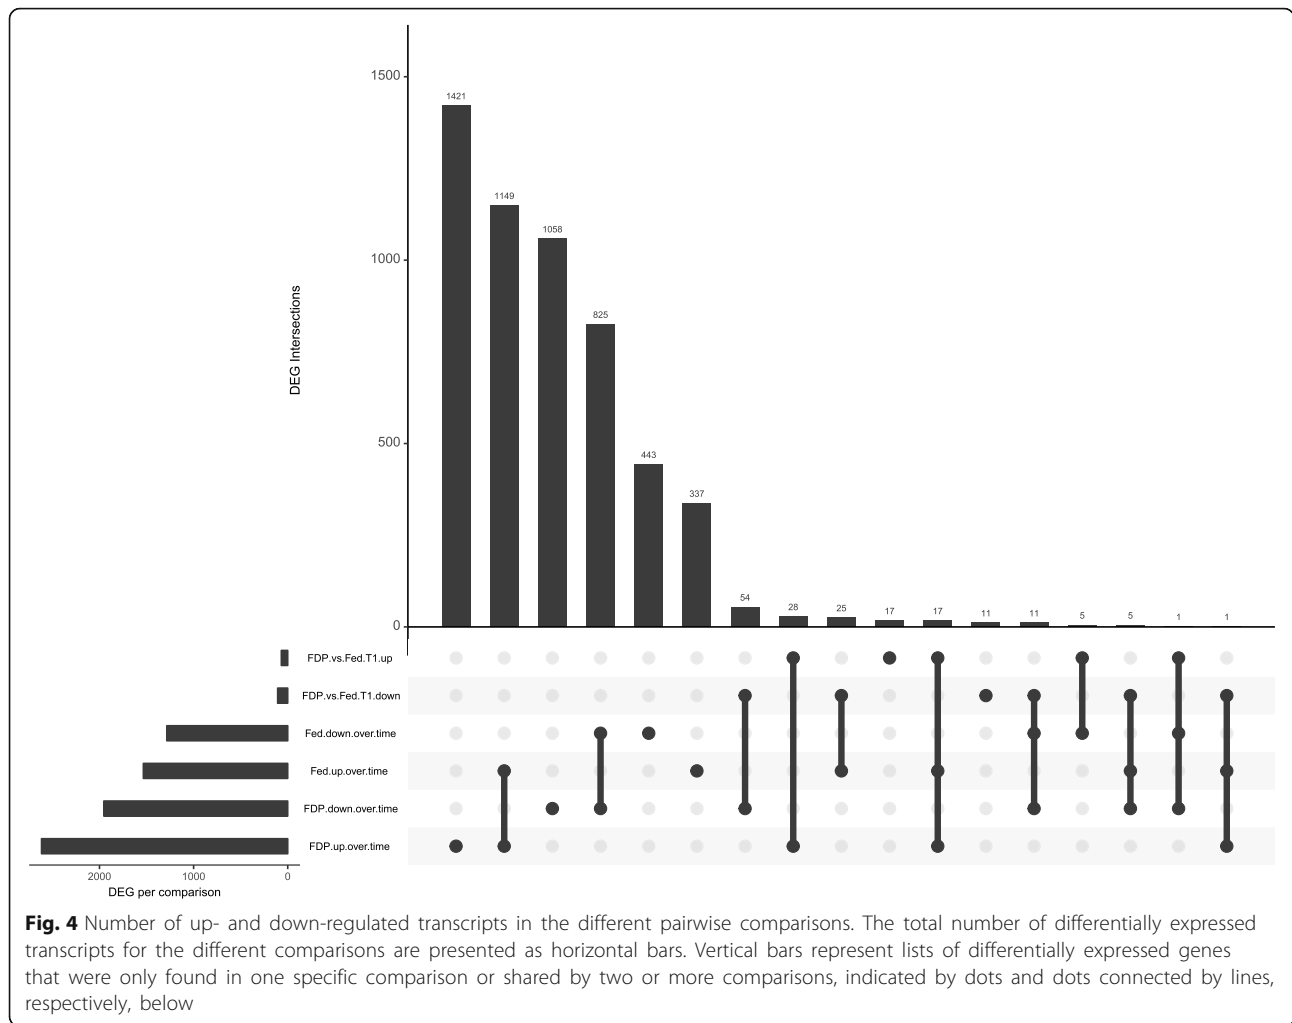 1500
1000
500
0
DEG Intersections
1421
1149
1058
825
443
337
54
28
25
17
17
11
11
5
5
1
1
FDP.vs.Fed.T1.up
FDP.vs.Fed.T1.down
Fed.down.over.time
Fed.up.over.time
FDP.down.over.time
FDP.up.over.time
2000 1000 0
DEG per comparison
Fig. 4 Number of up- and down-regulated transcripts in the different pairwise comparisons. The total number of differentially expressed
transcripts for the different comparisons are presented as horizontal bars. Vertical bars represent lists of differentially expressed genes
that were only found in one specific comparison or shared by two or more comparisons, indicated by dots and dots connected by lines,
respectively, below